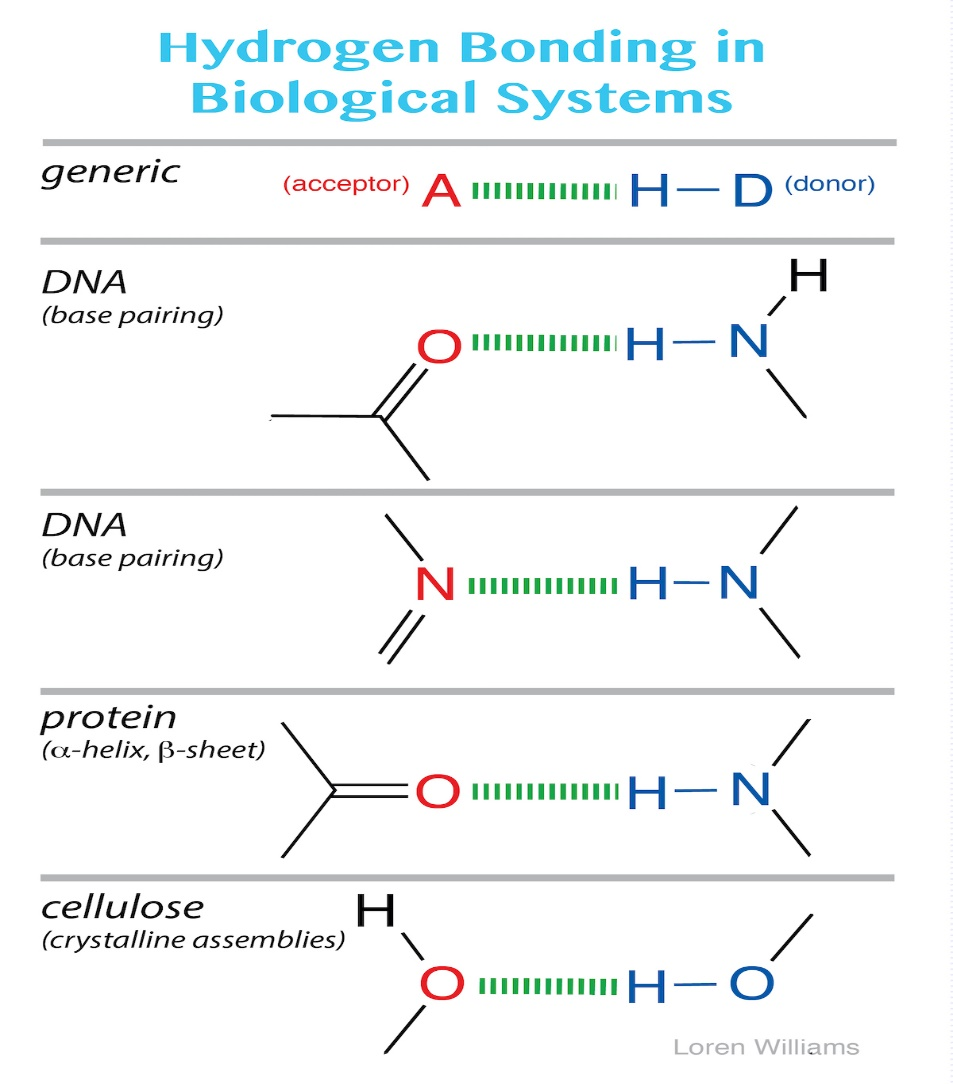 Hydrogen Bonding in
Biological Systems
generic
(acceptor) A H — D (donor)
DNA
(base pairing)
H
O H — N
DNA
(base pairing)
N H — N
protein
(α-helix, β-sheet)
O H — N
cellulose
(crystalline assemblies)
H
O H — O
Loren Williams